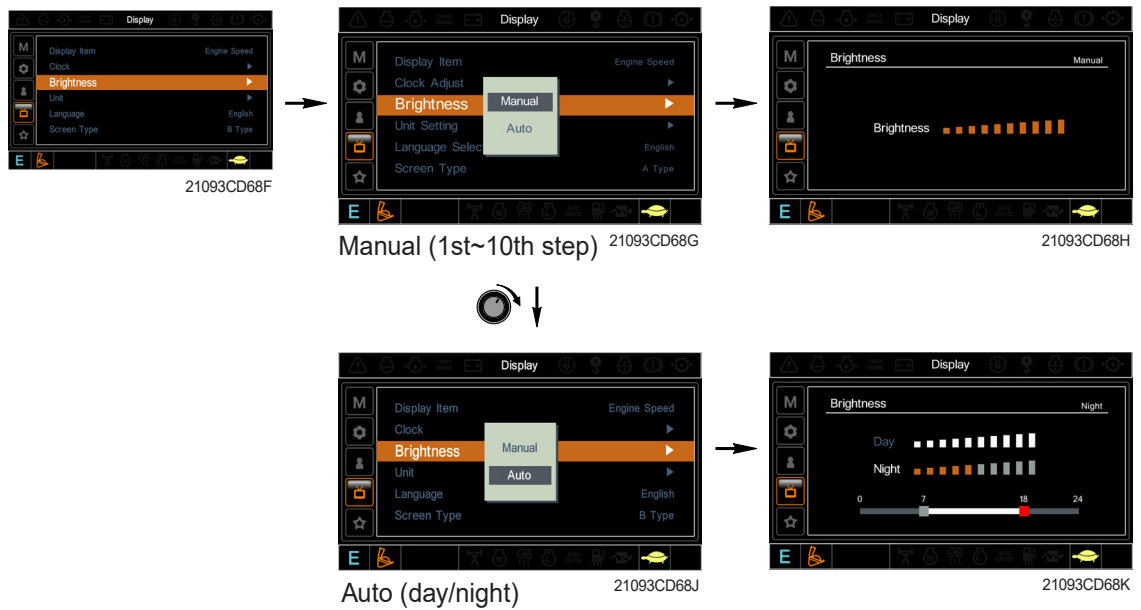 Display
M
Display Item Engine Speed
Clock
Brightness
Unit
Language English
Screen Type B Type
E
21093CD68F
Display
M
Display Item Engine Speed
Clock Adjust
Brightness
Manual
Auto
Unit Setting
Language Selec English
Screen Type A Type
E
Manual (1st~10th step) 21093CD68G
Display
M
Brightness Manual
Brightness
E
21093CD68H
Display
M
Display Item Engine Speed
Clock
Brightness
Manual
Auto
Unit
Language English
Screen Type B Type
E
Auto (day/night) 21093CD68J
Display
M
Brightness Night
Day
Night
0 7 18 24
E
21093CD68K